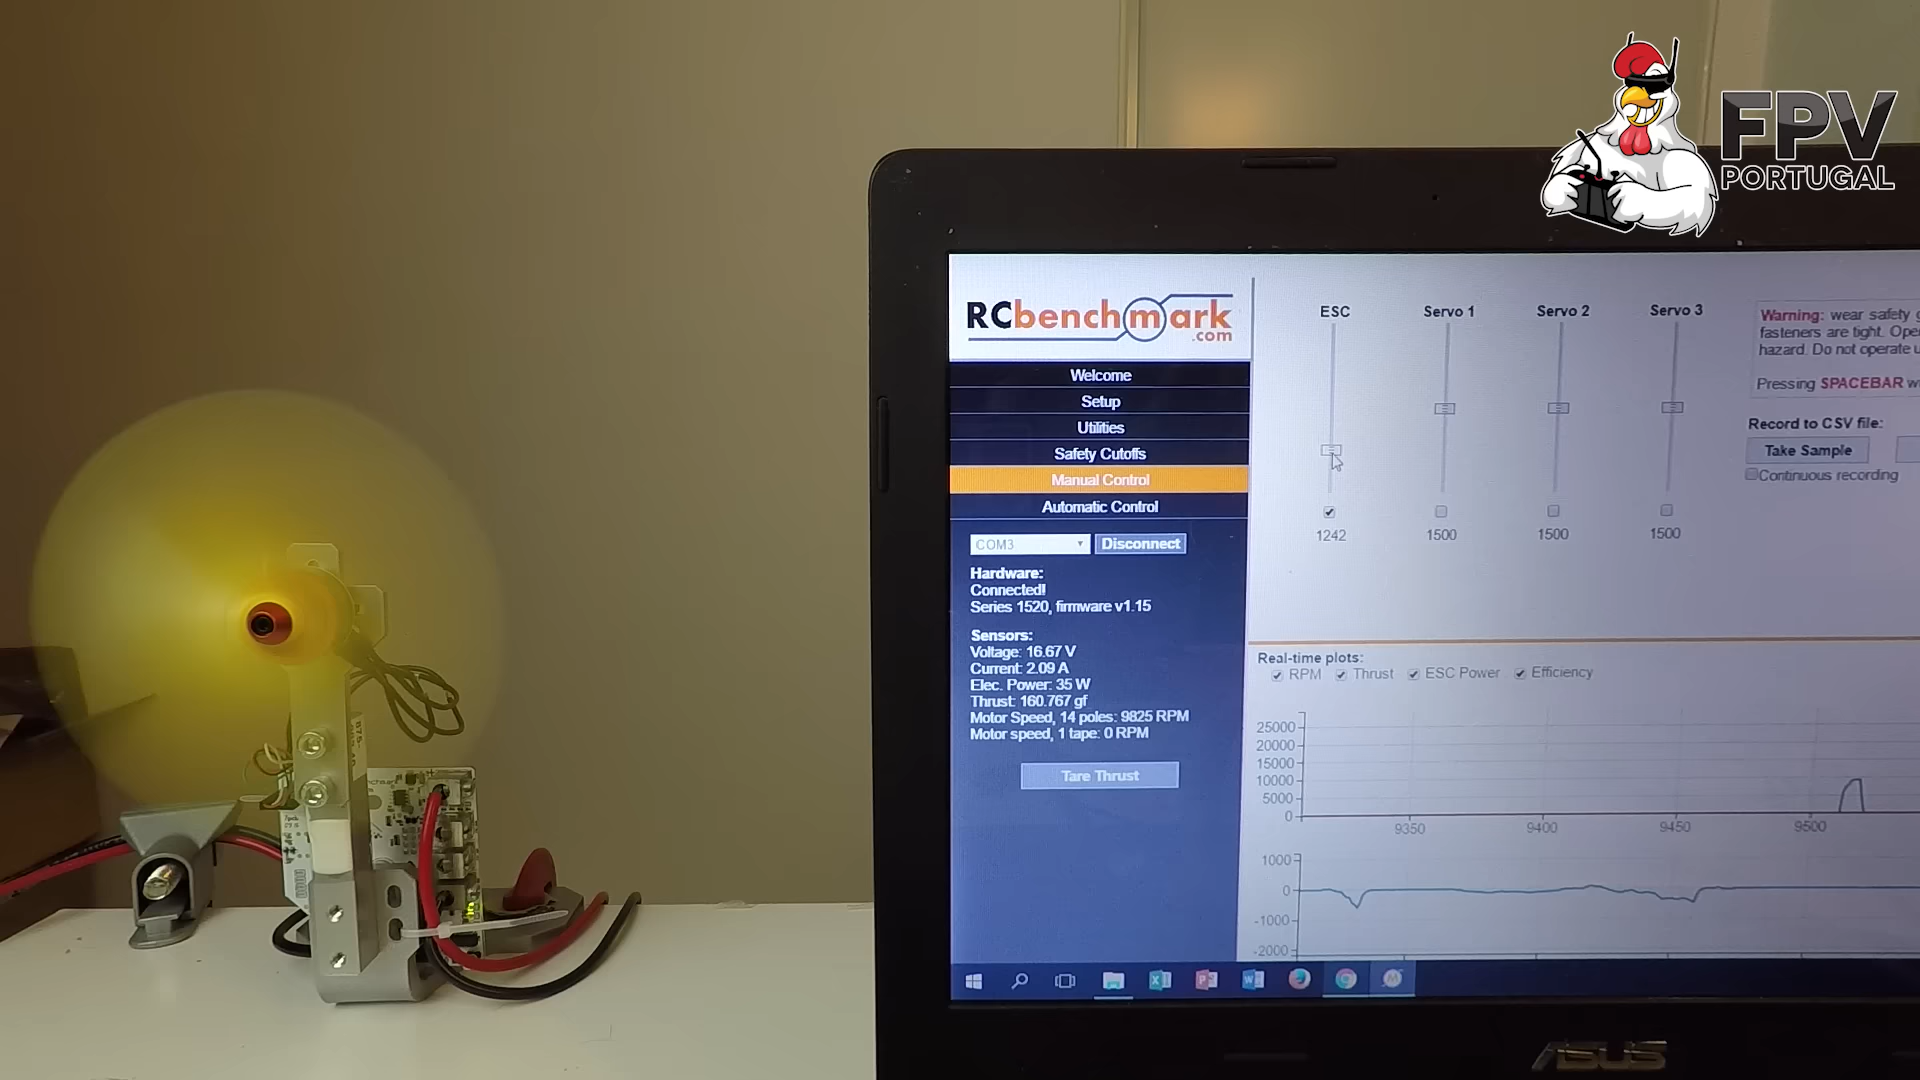 FPV
PORTUGAL
RCbenchmark
.com
Welcome
Setup
Utilities
Safety Cutoffs
Manual Control
Automatic Control
COM3
Disconnect
Hardware:
Connected!
Series 1520, firmware v1.15
Sensors:
Voltage: 16.67 V
Current: 2.09 A
Elec. Power: 35 W
Thrust: 160.767 gf
Motor Speed, 14 poles: 9825 RPM
Motor speed, 1 tape: 0 RPM
Tare Thrust
ESC Servo 1 Servo 2 Servo 3
1242 1500 1500 1500
Warning: wear safety
fasteners are tight. Ope
hazard. Do not operate u
Pressing SPACEBAR w
Record to CSV file:
Take Sample
Continuous recording
Real-time plots:
RPM Thrust ESC Power Efficiency
25000
20000
15000
10000
5000
0
9350 9400 9450 9500
1000
0
-1000
-2000
ASUS